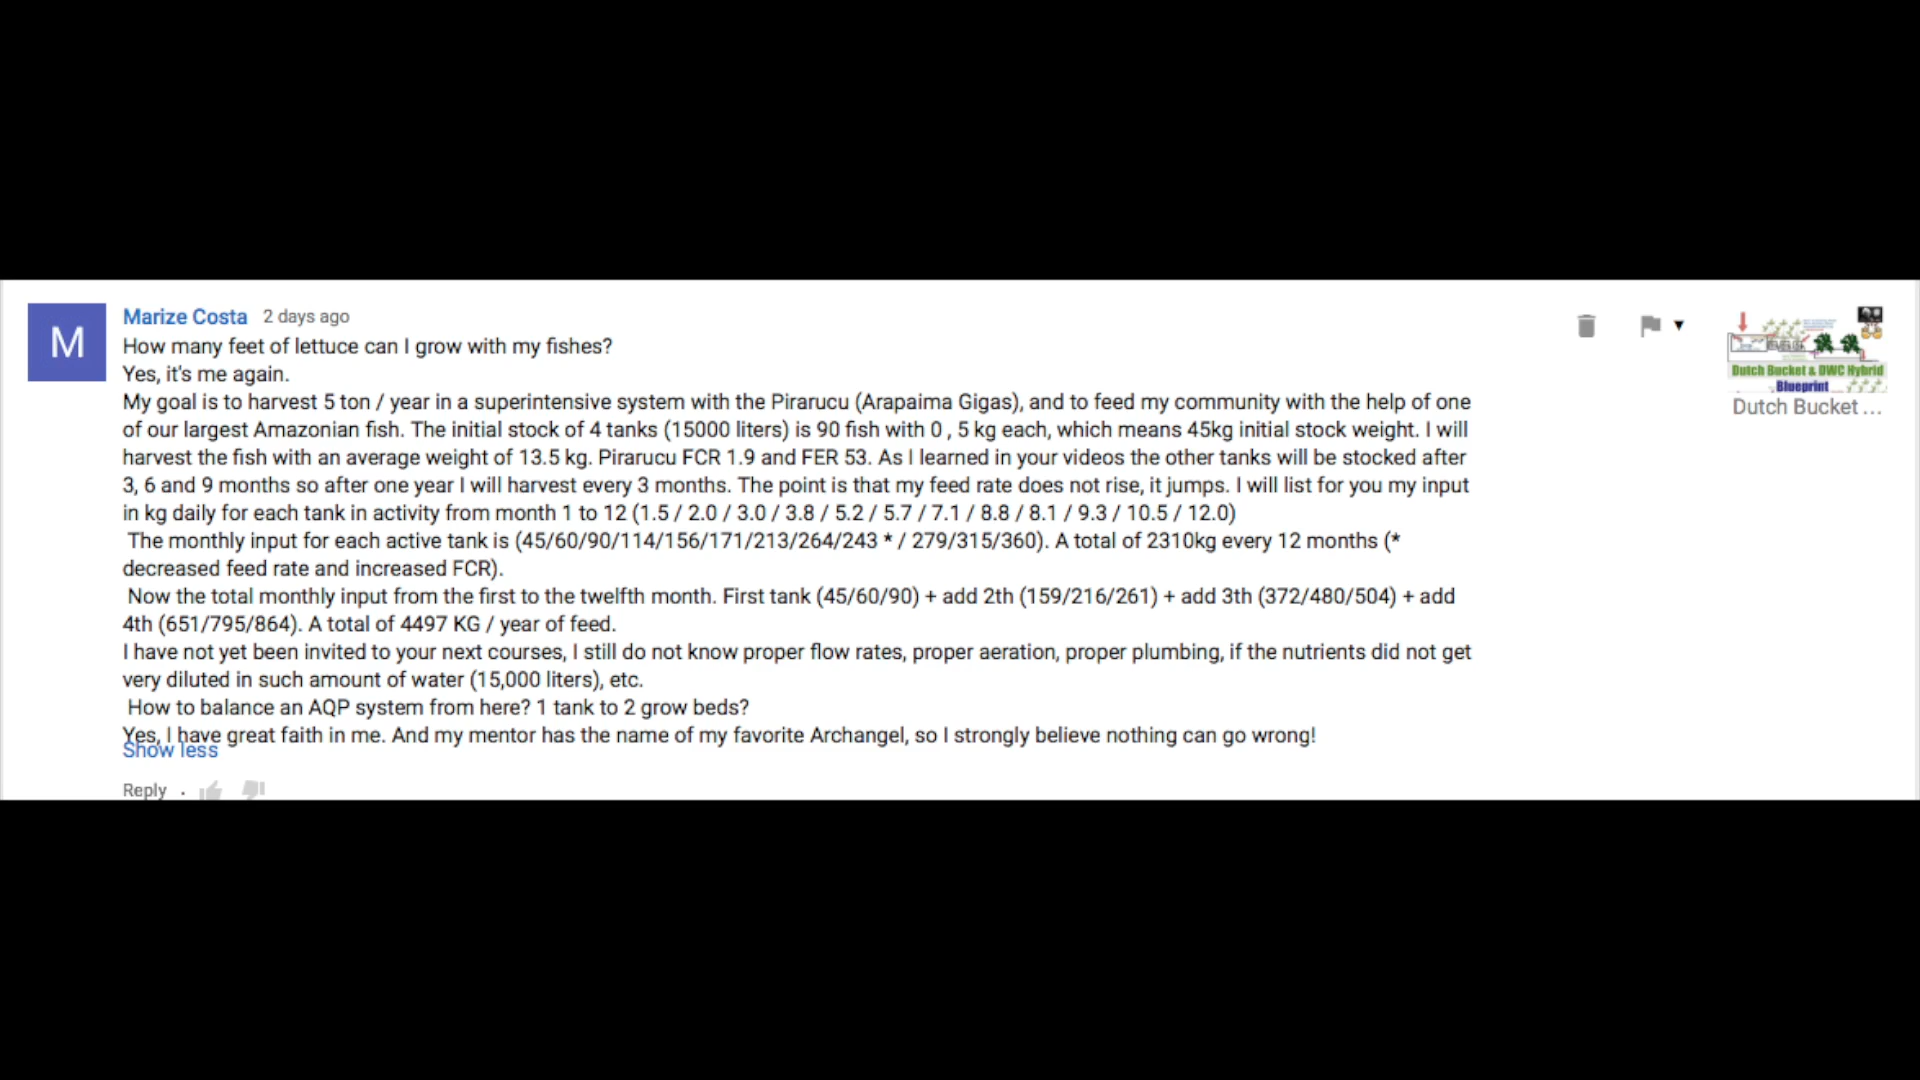 M
Marize Costa 2 days ago
How many feet of lettuce can I grow with my fishes?
Yes, it's me again.
My goal is to harvest 5 ton / year in a superintensive system with the Pirarucu (Arapaima Gigas), and to feed my community with the help of one
of our largest Amazonian fish. The initial stock of 4 tanks (15000 liters) is 90 fish with 0 , 5 kg each, which means 45kg initial stock weight. I will
harvest the fish with an average weight of 13.5 kg. Pirarucu FCR 1.9 and FER 53. As I learned in your videos the other tanks will be stocked after
3, 6 and 9 months so after one year I will harvest every 3 months. The point is that my feed rate does not rise, it jumps. I will list for you my input
in kg daily for each tank in activity from month 1 to 12 (1.5 / 2.0 / 3.0 / 3.8 / 5.2 / 5.7 / 7.1 / 8.8 / 8.1 / 9.3 / 10.5 / 12.0)
The monthly input for each active tank is (45/60/90/114/156/171/213/264/243 * / 279/315/360). A total of 2310kg every 12 months (*
decreased feed rate and increased FCR).
Now the total monthly input from the first to the twelfth month. First tank (45/60/90) + add 2th (159/216/261) + add 3th (372/480/504) + add
4th (651/795/864). A total of 4497 KG / year of feed.
I have not yet been invited to your next courses, I still do not know proper flow rates, proper aeration, proper plumbing, if the nutrients did not get
very diluted in such amount of water (15,000 liters), etc.
How to balance an AQP system from here? 1 tank to 2 grow beds?
Yes, I have great faith in me. And my mentor has the name of my favorite Archangel, so I strongly believe nothing can go wrong!
Show less
Reply .
Dutch Bucket & DWC Hybrid
Blueprint
Dutch Bucket ...